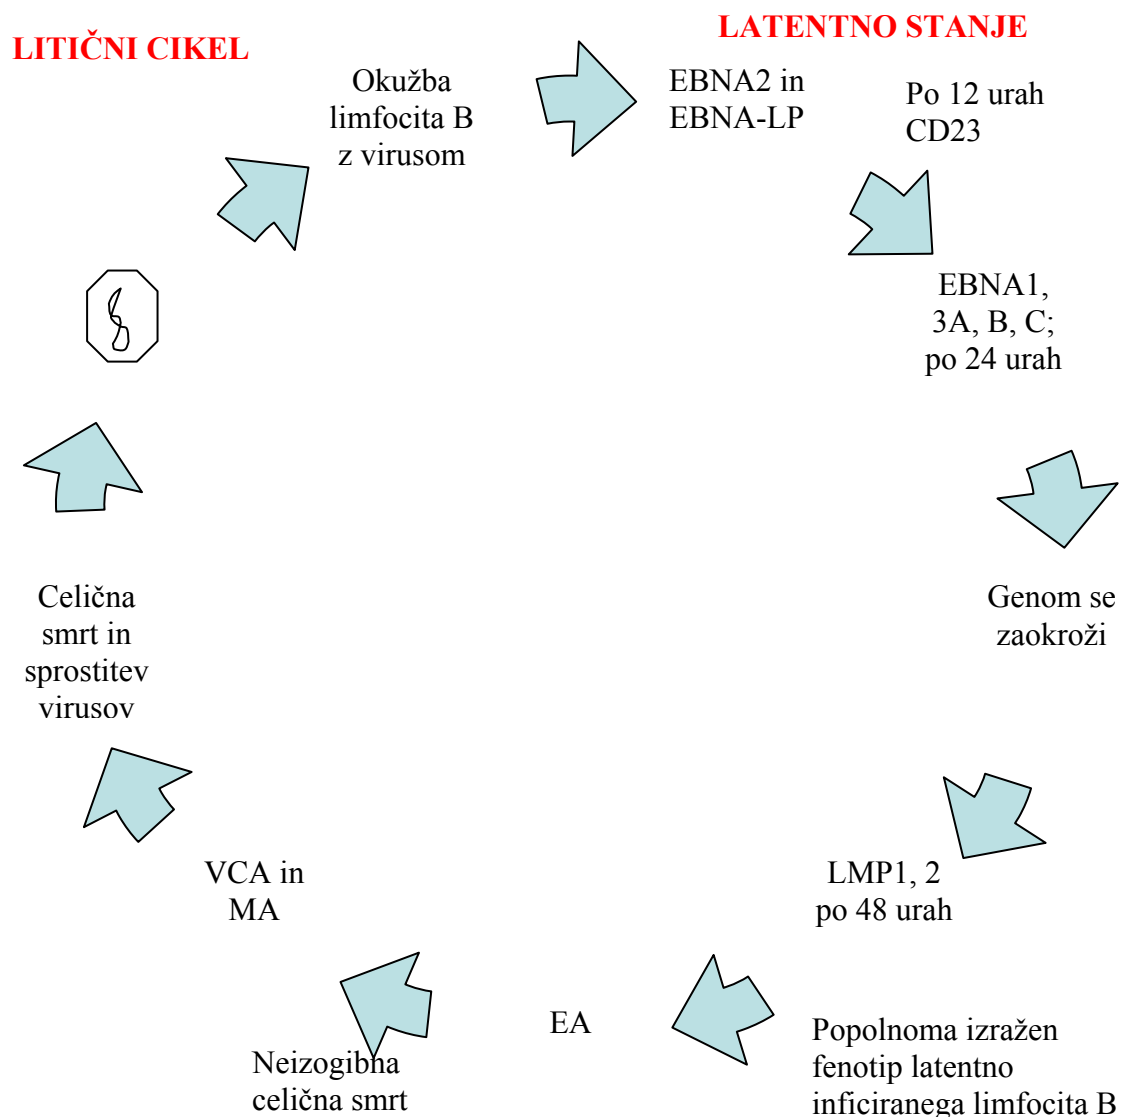 LITIČNI CIKEL
LATENTNO STANJE
Okužba
limfocita B
z virusom
EBNA2 in
EBNA-LP
Po 12 urah
CD23
EBNA1,
3A, B, C;
po 24 urah
Genom se
zaokroži
LMP1, 2
po 48 urah
Popolnoma izražen
fenotip latentno
inficiranega limfocita B
EA
Neizogibna
celična smrt
VCA in
MA
Celična
smrt in
sprostitev
virusov